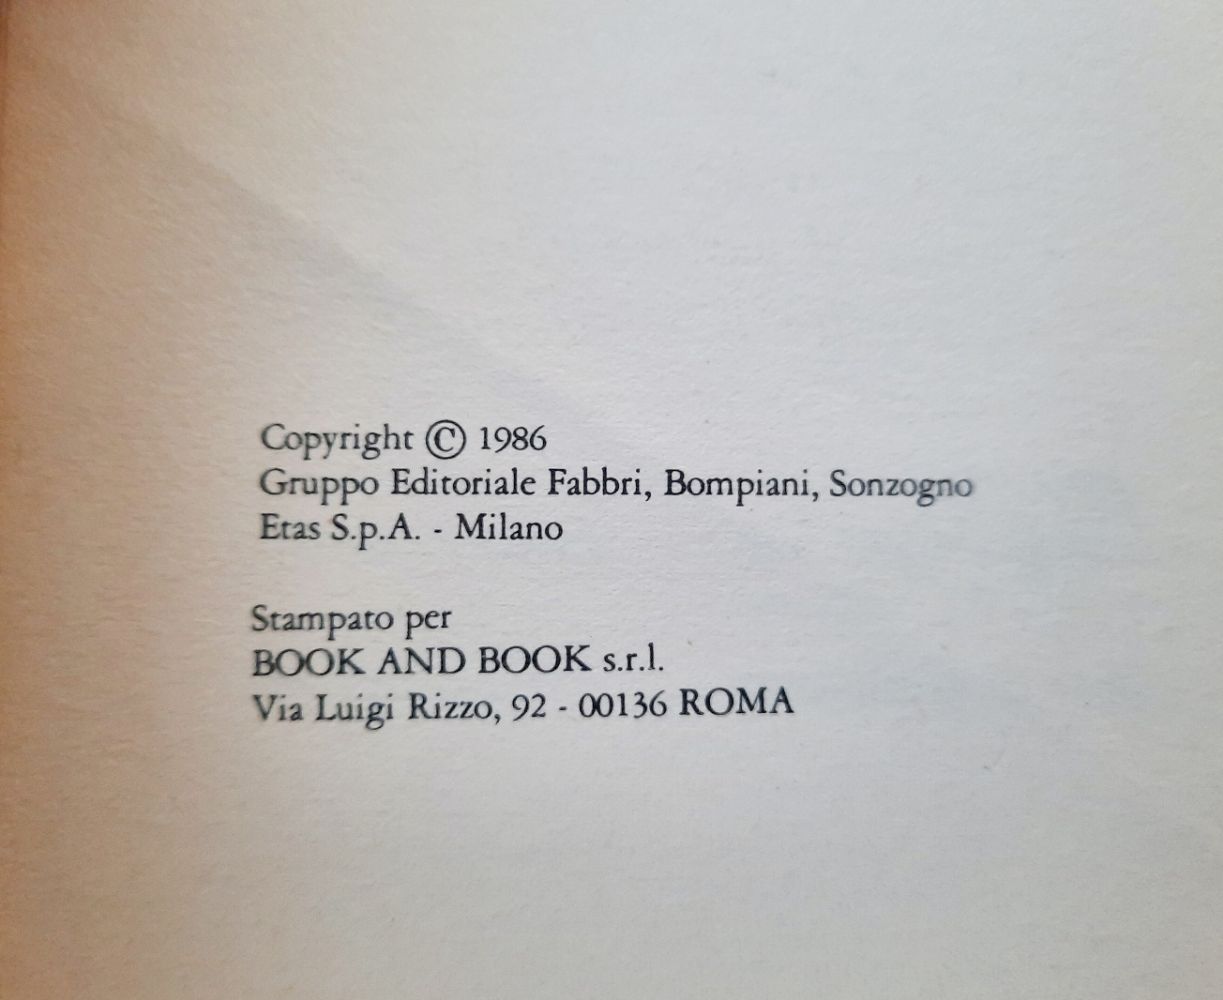 Copyright © 1986
Gruppo Editoriale Fabbri, Bompiani, Sonzogno
Etas S.p.A. - Milano
Stampato per
BOOK AND BOOK s.r.l.
Via Luigi Rizzo, 92 - 00136 ROMA